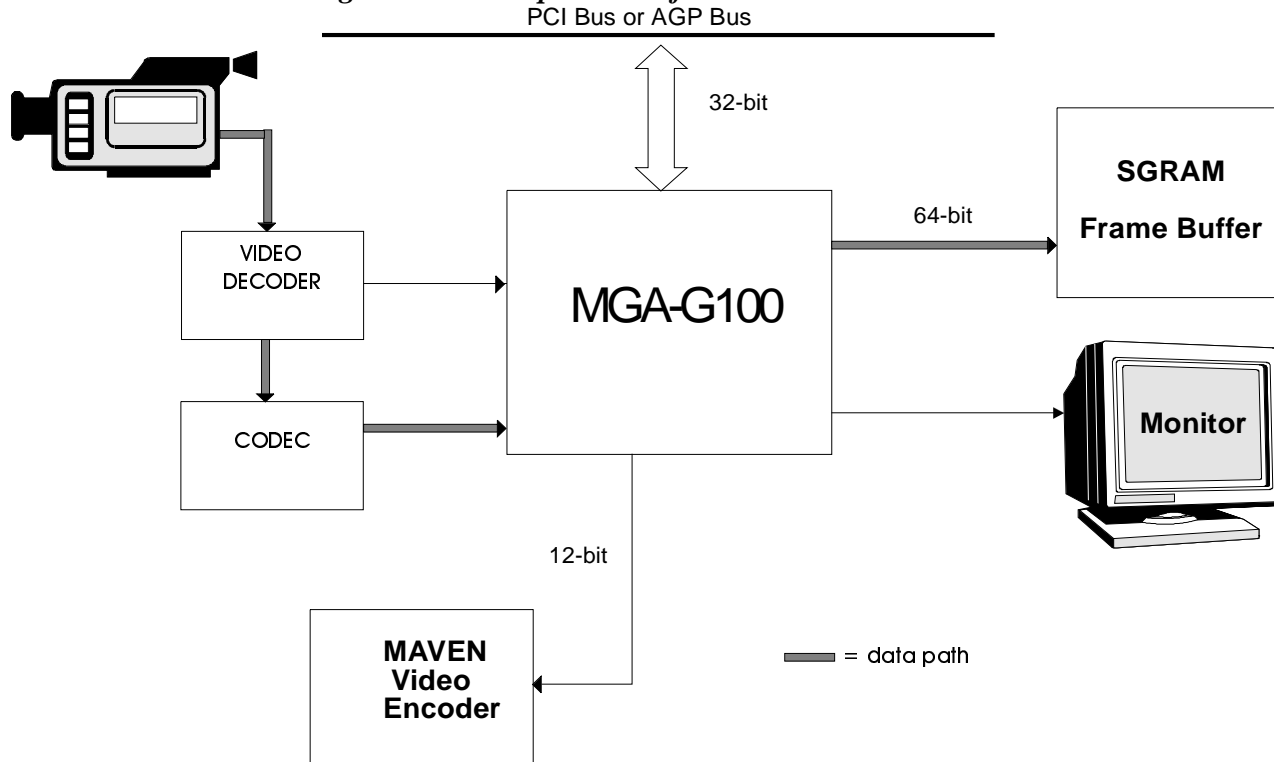 PCI Bus or AGP Bus
32-bit
SGRAM
Frame Buffer
64-bit
VIDEO
DECODER
MGA-G100
Monitor
CODEC
12-bit
MAVEN
Video
Encoder
= data path